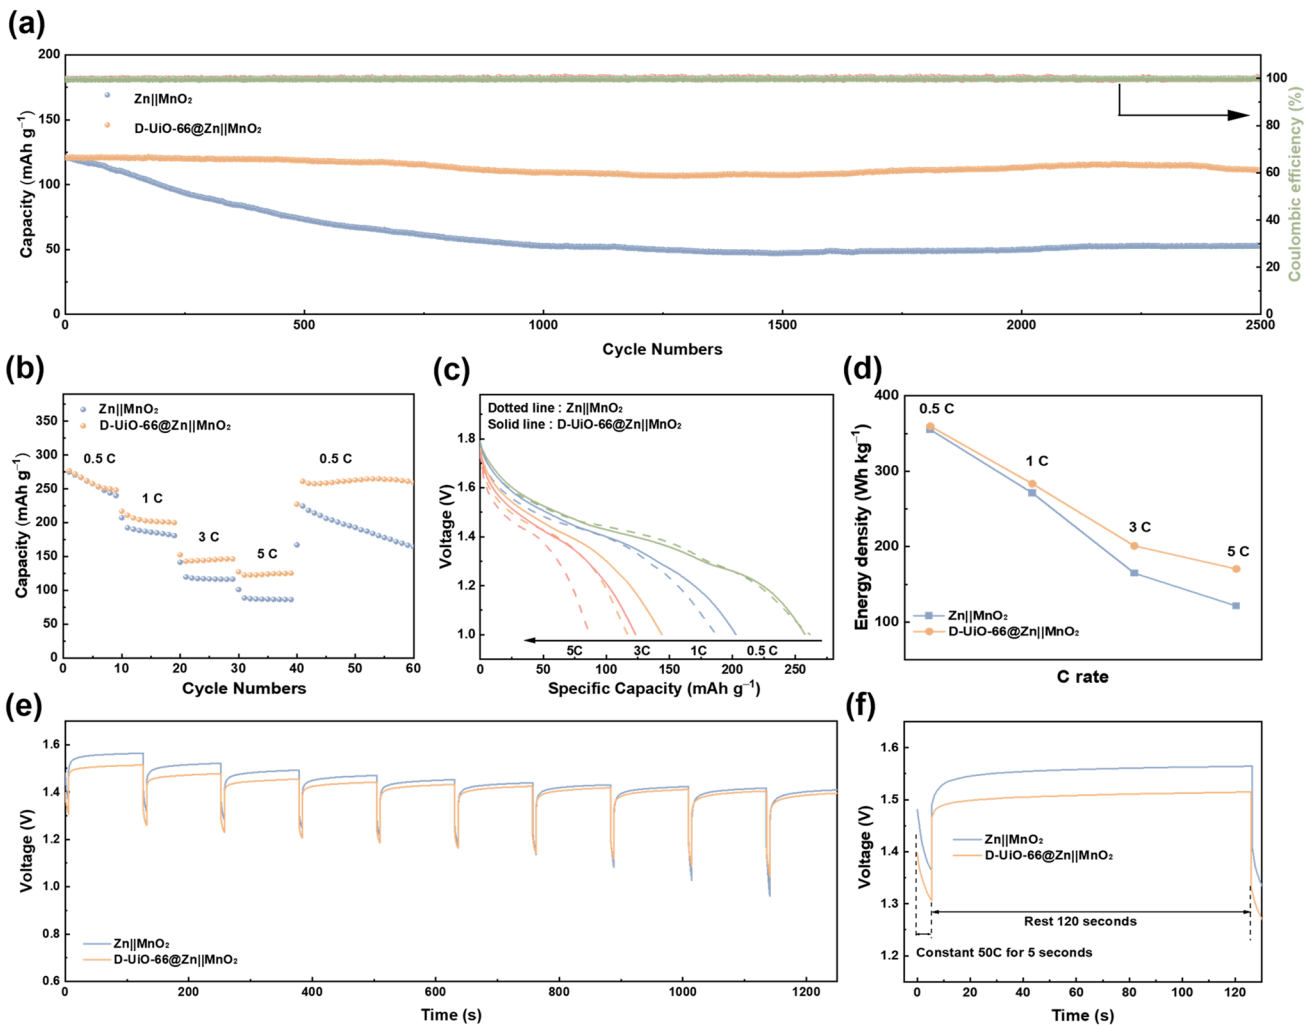 (a)
200
150
100
50
0
Capacity (mAh g⁻¹)
Zn||MnO₂
D-UiO-66@Zn||MnO₂
100
80
60
40
20
0
Coulombic efficiency (%)
0 500 1000 1500 2000 2500
Cycle Numbers
(b)
350
300
250
200
150
100
50
0
Capacity (mAh g⁻¹)
Zn||MnO₂
D-UiO-66@Zn||MnO₂
0.5 C
1 C
3 C
5 C
0.5 C
0 10 20 30 40 50 60
Cycle Numbers
(c)
Dotted line : Zn||MnO₂
Solid line : D-UiO-66@Zn||MnO₂
1.8
1.6
1.4
1.2
1.0
Voltage (V)
5C 3C 1C 0.5 C
0 50 100 150 200 250
Specific Capacity (mAh g⁻¹)
(d)
400
300
200
100
Energy density (Wh kg⁻¹)
0.5 C
1 C
3 C
5 C
Zn||MnO₂
D-UiO-66@Zn||MnO₂
C rate
(e)
1.6
1.4
1.2
1.0
0.8
0.6
Voltage (V)
Zn||MnO₂
D-UiO-66@Zn||MnO₂
0 200 400 600 800 1000 1200
Time (s)
(f)
1.6
1.5
1.4
1.3
1.2
Voltage (V)
Zn||MnO₂
D-UiO-66@Zn||MnO₂
Rest 120 seconds
Constant 50C for 5 seconds
0 20 40 60 80 100 120
Time (s)